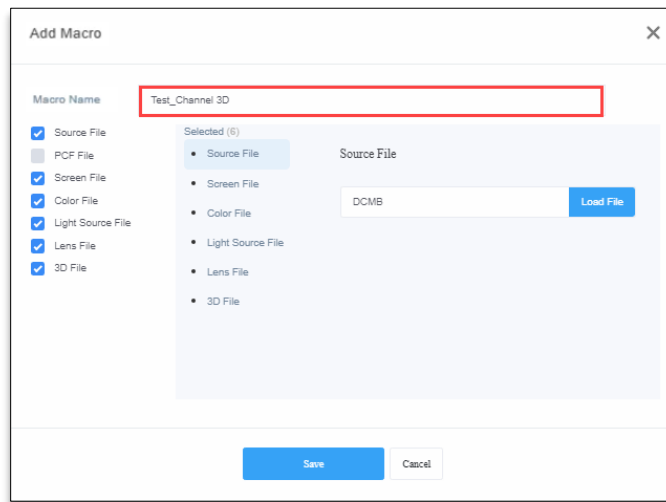 Add Macro
Macro Name
Test_Channel 3D
Source File
PCF File
Screen File
Color File
Light Source File
Lens File
3D File
Selected (6)
Source File
Screen File
Color File
Light Source File
Lens File
3D File
Source File
DCMB
Load File
Save
Cancel